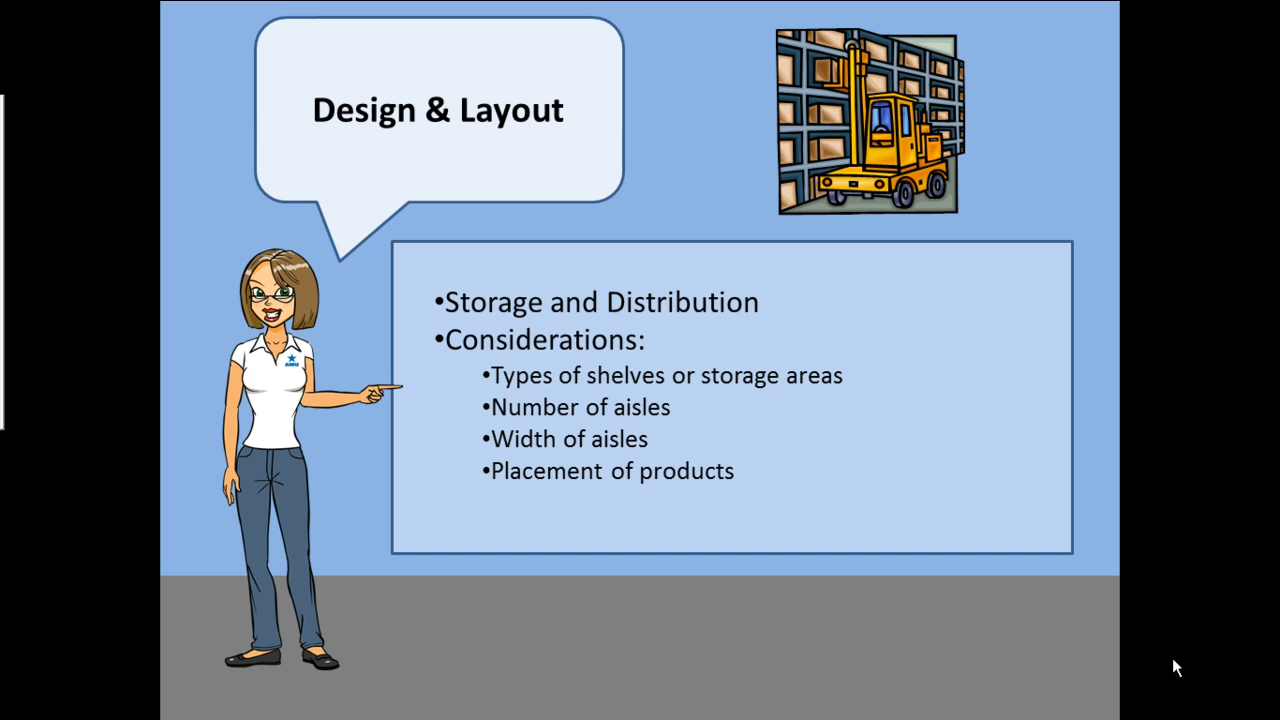 Design & Layout
AMU
•Storage and Distribution
•Considerations:
•Types of shelves or storage areas
•Number of aisles
•Width of aisles
•Placement of products